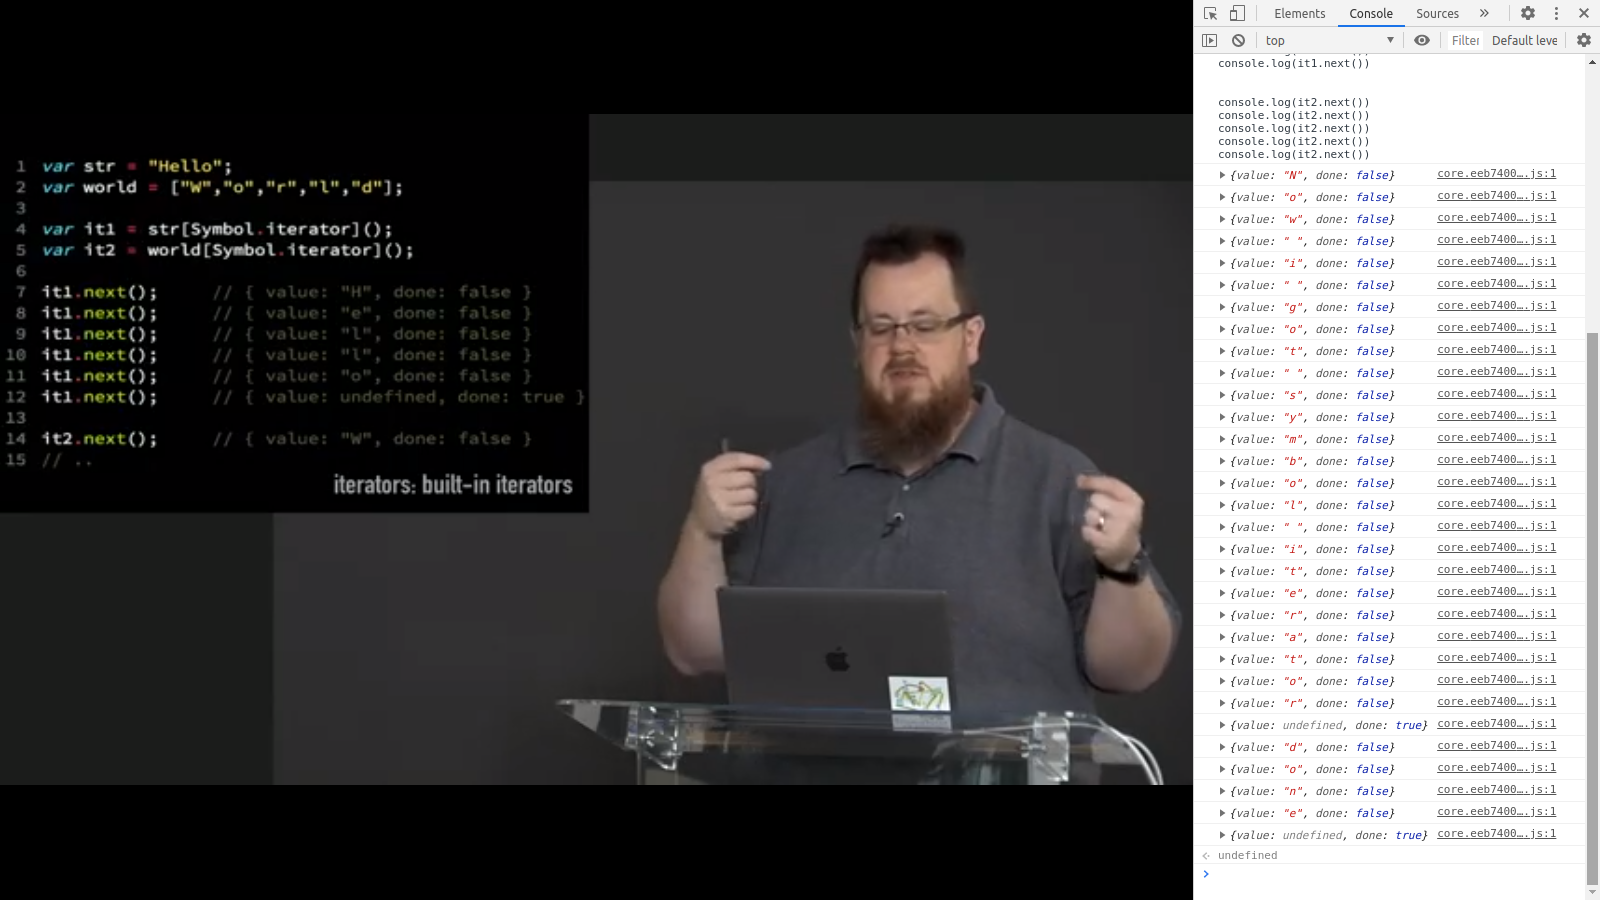 1 var str = "Hello";
2 var world = ["W","o","r","l","d"];
3
4 var it1 = str[Symbol.iterator]();
5 var it2 = world[Symbol.iterator]();
6
7 it1.next(); // { value: "H", done: false }
8 it1.next(); // { value: "e", done: false }
9 it1.next(); // { value: "l", done: false }
10 it1.next(); // { value: "l", done: false }
11 it1.next(); // { value: "o", done: false }
12 it1.next(); // { value: undefined, done: true }
13
14 it2.next(); // { value: "W", done: false }
15 // ..
iterators: built-in iterators
Elements Console Sources »
top Filter Default leve
console.log(it1.next())
console.log(it2.next())
console.log(it2.next())
console.log(it2.next())
console.log(it2.next())
console.log(it2.next())
{value: "N", done: false} core.eeb7400….js:1
{value: "o", done: false} core.eeb7400….js:1
{value: "w", done: false} core.eeb7400….js:1
{value: " ", done: false} core.eeb7400….js:1
{value: "i", done: false} core.eeb7400….js:1
{value: " ", done: false} core.eeb7400….js:1
{value: "g", done: false} core.eeb7400….js:1
{value: "o", done: false} core.eeb7400….js:1
{value: "t", done: false} core.eeb7400….js:1
{value: " ", done: false} core.eeb7400….js:1
{value: "s", done: false} core.eeb7400….js:1
{value: "y", done: false} core.eeb7400….js:1
{value: "m", done: false} core.eeb7400….js:1
{value: "b", done: false} core.eeb7400….js:1
{value: "o", done: false} core.eeb7400….js:1
{value: "l", done: false} core.eeb7400….js:1
{value: " ", done: false} core.eeb7400….js:1
{value: "i", done: false} core.eeb7400….js:1
{value: "t", done: false} core.eeb7400….js:1
{value: "e", done: false} core.eeb7400….js:1
{value: "r", done: false} core.eeb7400….js:1
{value: "a", done: false} core.eeb7400….js:1
{value: "t", done: false} core.eeb7400….js:1
{value: "o", done: false} core.eeb7400….js:1
{value: "r", done: false} core.eeb7400….js:1
{value: undefined, done: true} core.eeb7400….js:1
{value: "d", done: false} core.eeb7400….js:1
{value: "o", done: false} core.eeb7400….js:1
{value: "n", done: false} core.eeb7400….js:1
{value: "e", done: false} core.eeb7400….js:1
{value: undefined, done: true} core.eeb7400….js:1
undefined